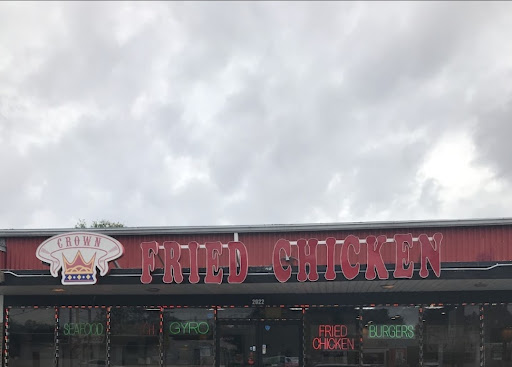 CROWN
FRIED CHICKEN
2022
SEAFOOD
GYRO
FRIED
CHICKEN
BURGERS